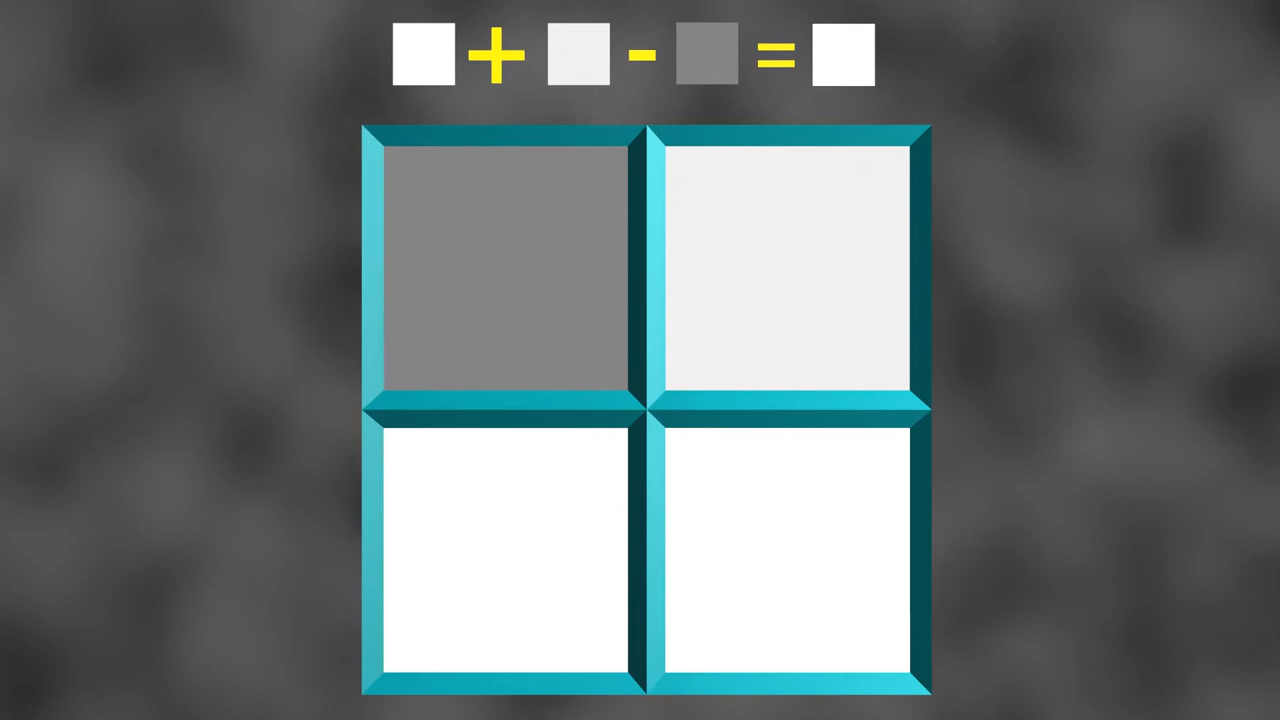 + - =